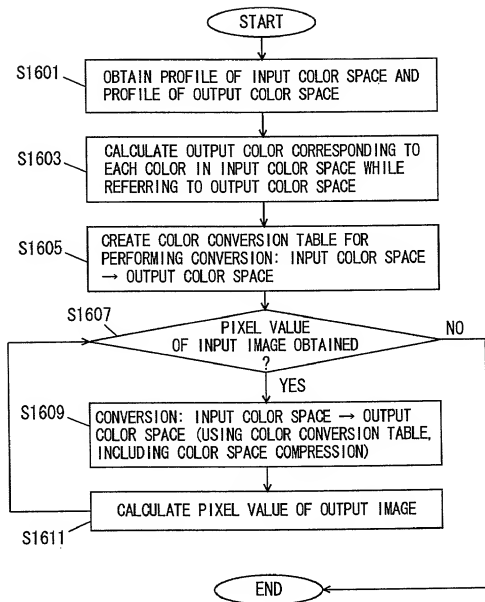 START
S1601
OBTAIN PROFILE OF INPUT COLOR SPACE AND
PROFILE OF OUTPUT COLOR SPACE
S1603
CALCULATE OUTPUT COLOR CORRESPONDING TO
EACH COLOR IN INPUT COLOR SPACE WHILE
REFERRING TO OUTPUT COLOR SPACE
S1605
CREATE COLOR CONVERSION TABLE FOR
PERFORMING CONVERSION: INPUT COLOR SPACE
→ OUTPUT COLOR SPACE
S1607
PIXEL VALUE
OF INPUT IMAGE OBTAINED
?
NO
YES
S1609
CONVERSION: INPUT COLOR SPACE → OUTPUT
COLOR SPACE (USING COLOR CONVERSION TABLE,
INCLUDING COLOR SPACE COMPRESSION)
CALCULATE PIXEL VALUE OF OUTPUT IMAGE
S1611
END